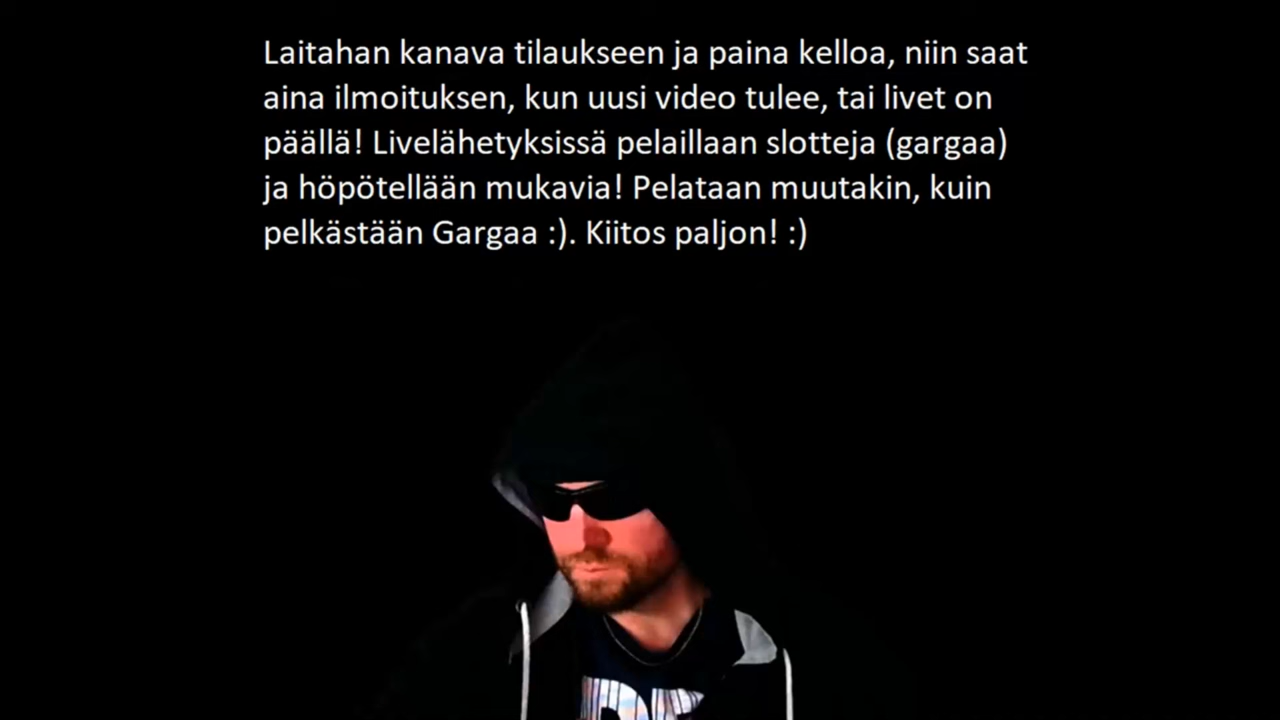 Laitahan kanava tilaukseen ja paina kelloa, niin saat
aina ilmoituksen, kun uusi video tulee, tai livet on
päällä! Livelähetyksissä pelaillaan slotteja (gargaa)
ja höpötellään mukavia! Pelataan muutakin, kuin
pelkästään Gargaa :). Kiitos paljon! :)